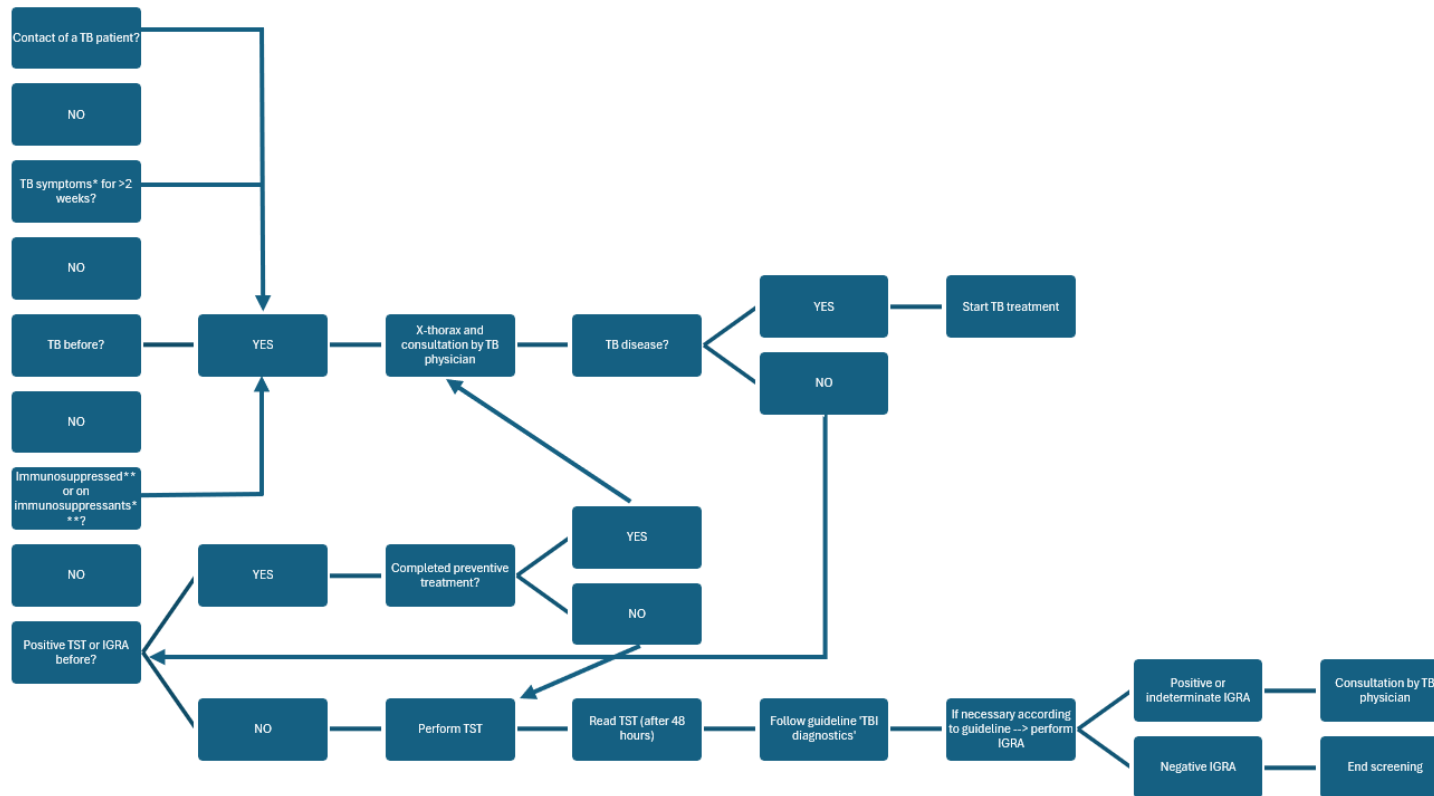 Contact of a TB patient?
NO
TB symptoms* for >2
weeks?
NO
TB before?
YES
X-thorax and
consultation by TB
physician
TB disease?
YES
Start TB treatment
NO
NO
Immunosuppressed**
or on
immunosuppressants*
**?
NO
YES
Completed preventive
treatment?
YES
NO
Positive TST or IGRA
before?
NO
Perform TST
Read TST (after 48
hours)
Follow guideline 'TBI
diagnostics'
If necessary according
to guideline --> perform
IGRA
Positive or
indeterminate IGRA
Consultation by TB
physician
Negative IGRA
End screening